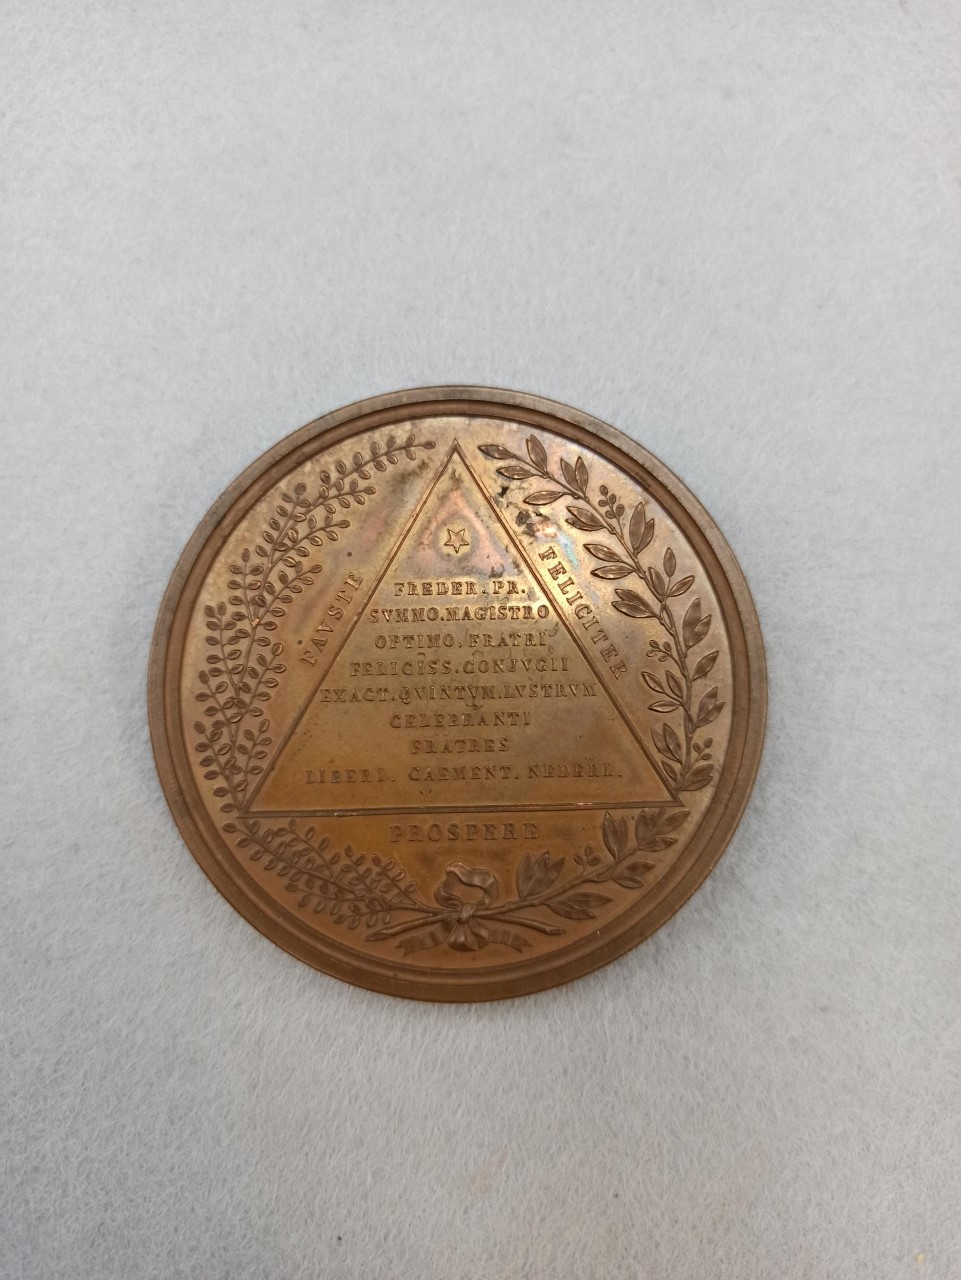 FAVSTE
FELICITER
FREDER. PR.
SVMMO. MAGISTRO
OPTIMO. FRATRI
FELICISS. CONJVGII
EXACT. QVINTVM. LVSTRVM
CELEBRANTI
FRATRES
LIBERI. CAEMENT. NEDERL.
PROSPERE